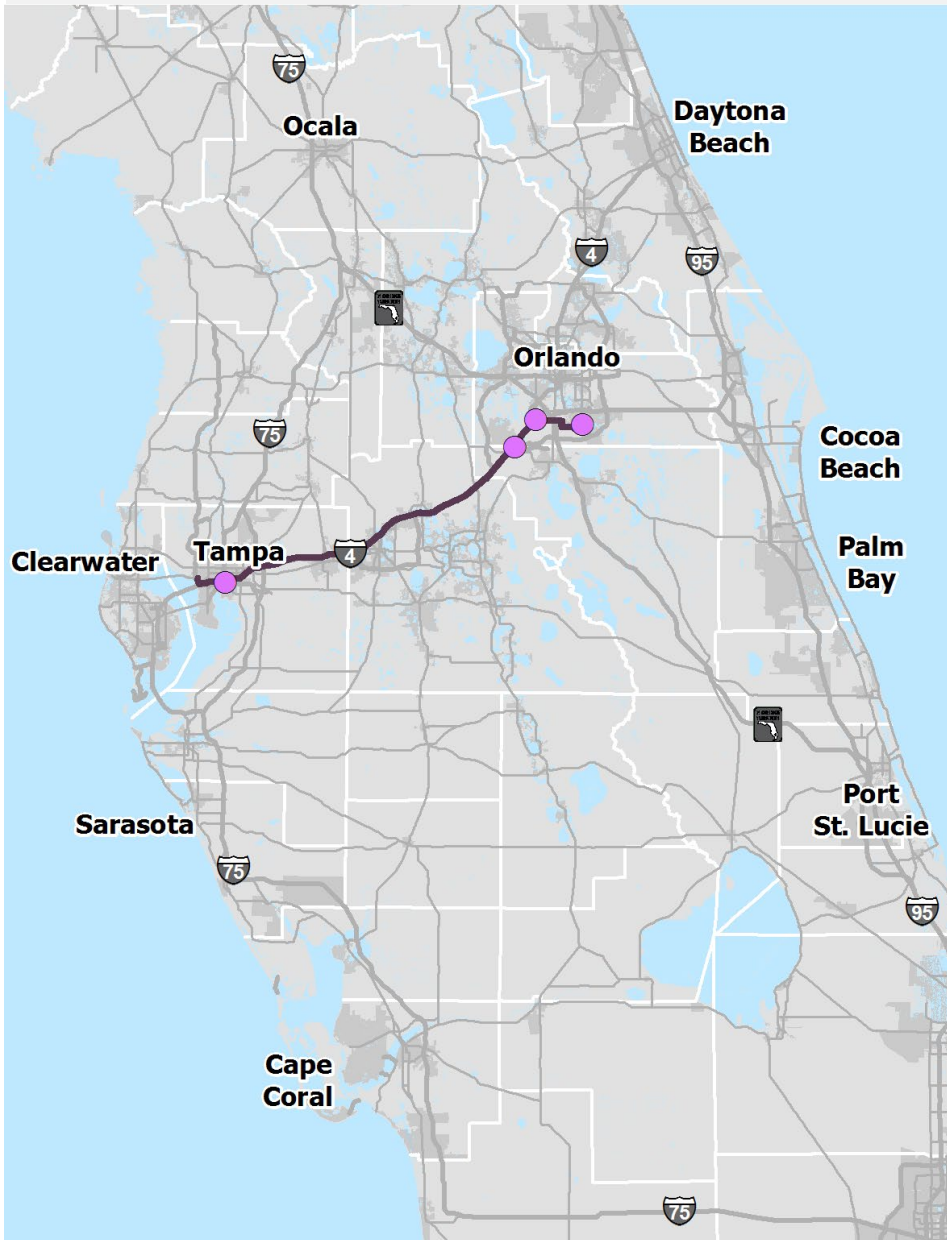 75
Ocala
Daytona
Beach
4
95
Orlando
75
Cocoa
Beach
Clearwater
Tampa
4
Palm
Bay
Port
St. Lucie
Sarasota
75
95
Cape
Coral
75